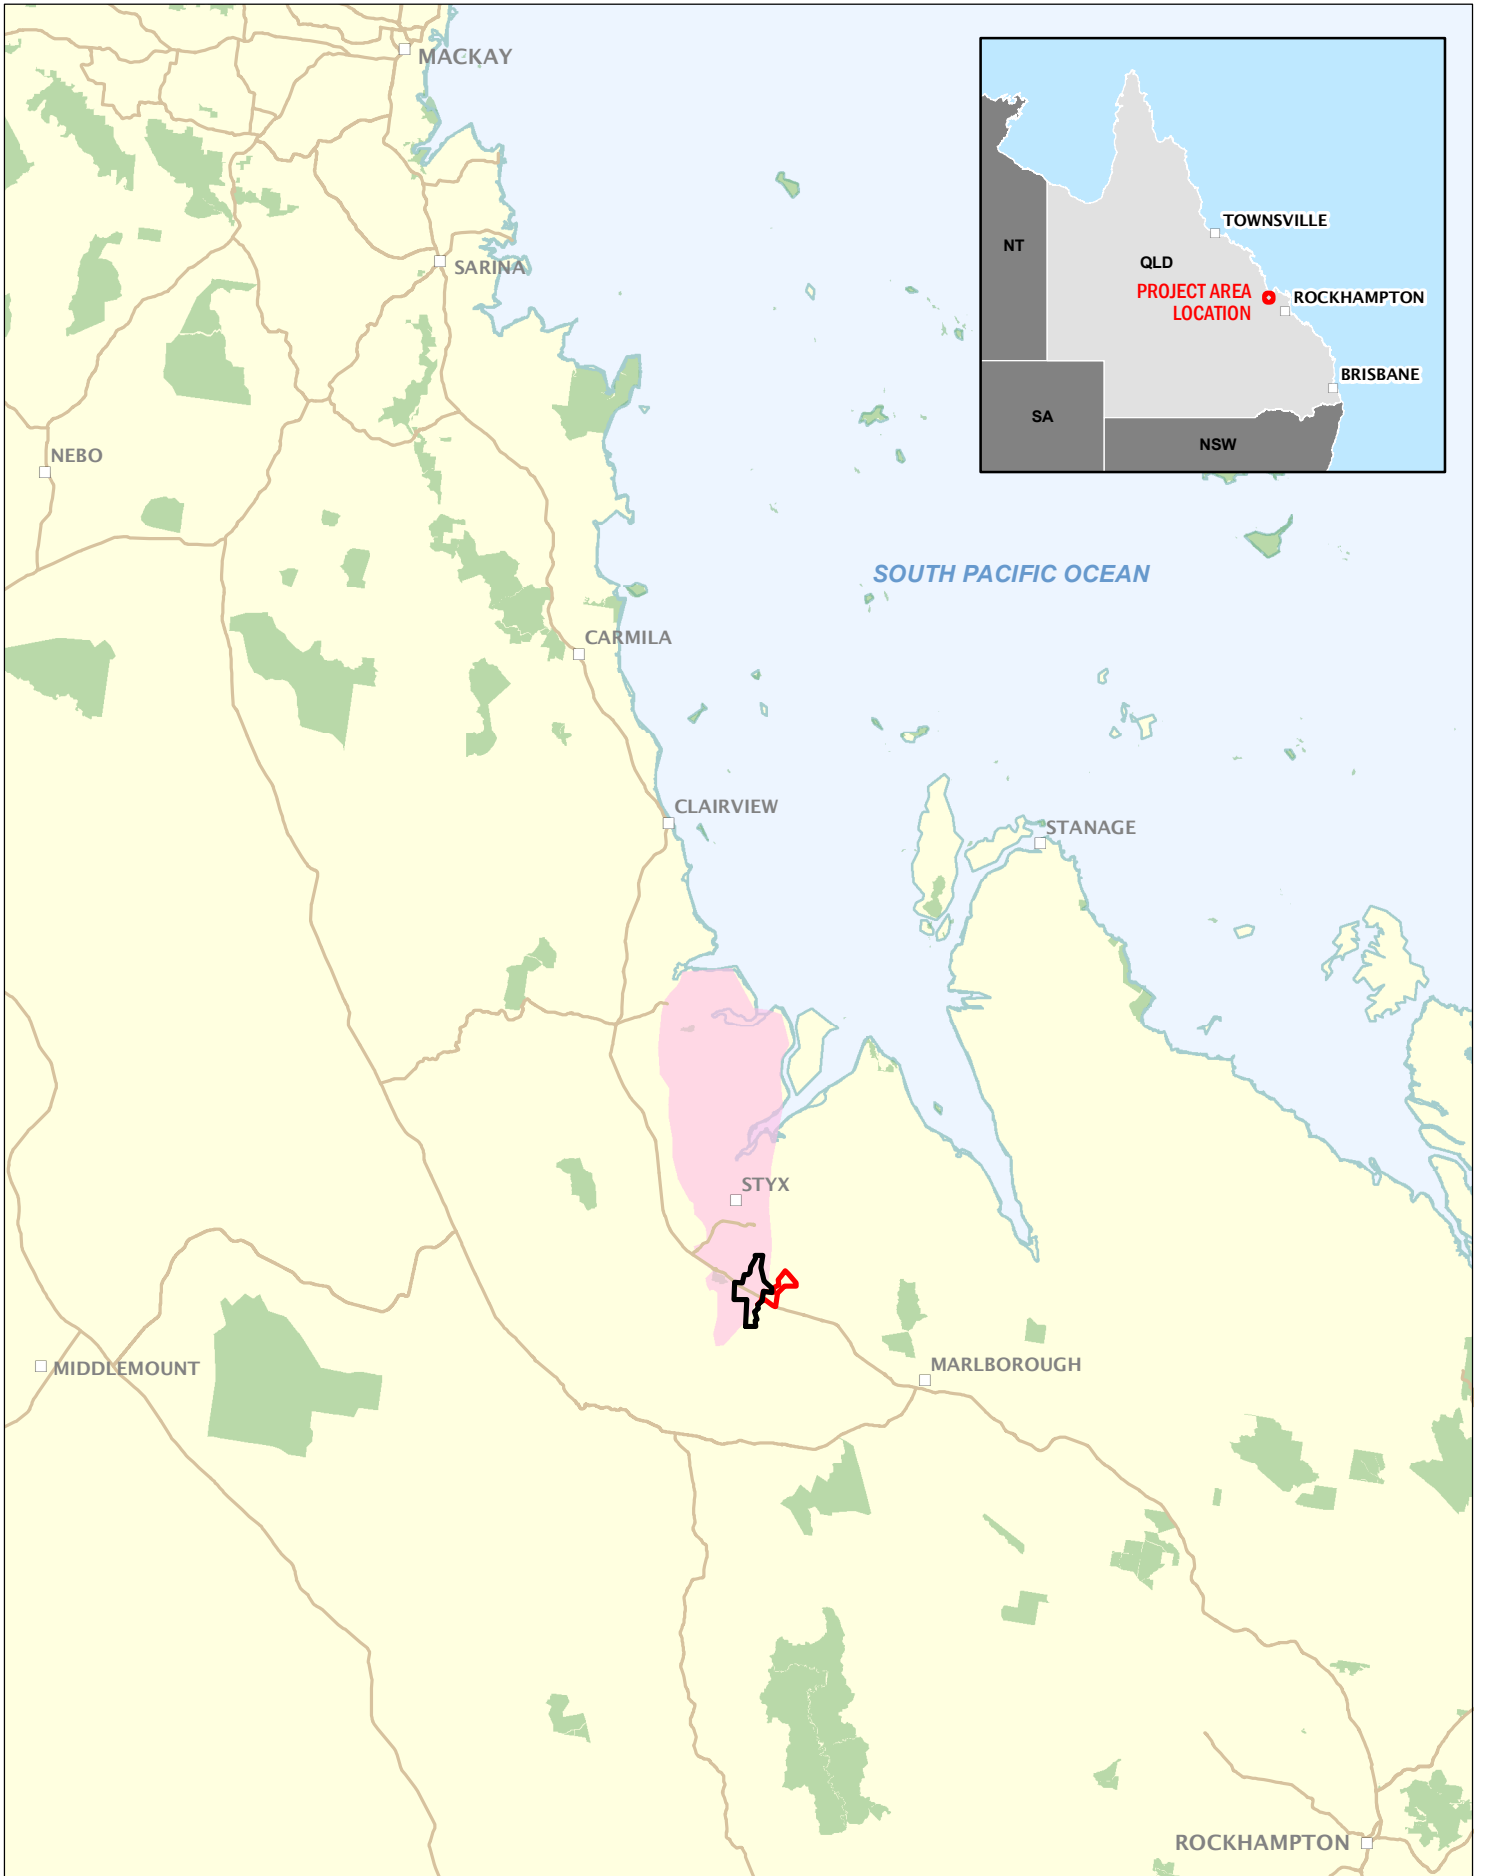 MACKAY
TOWNSVILLE
NT
QLD
PROJECT AREA
LOCATION
ROCKHAMPTON
BRISBANE
SA
NSW
SARINA
NEBO
SOUTH PACIFIC OCEAN
CARMILA
CLAIRVIEW
STANAGE
STYX
MARLBOROUGH
MIDDLEMOUNT
ROCKHAMPTON